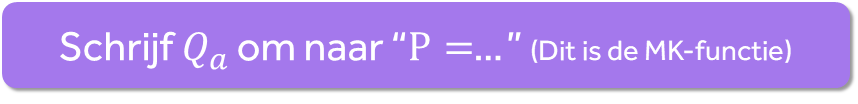 Schrijf Qₐ om naar “P =…” (Dit is de MK-functie)